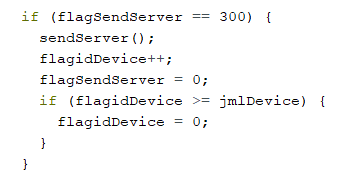 if (flagSendServer == 300) {
  sendServer();
  flagidDevice++;
  flagSendServer = 0;
  if (flagidDevice >= jmlDevice) {
    flagidDevice = 0;
  }
}